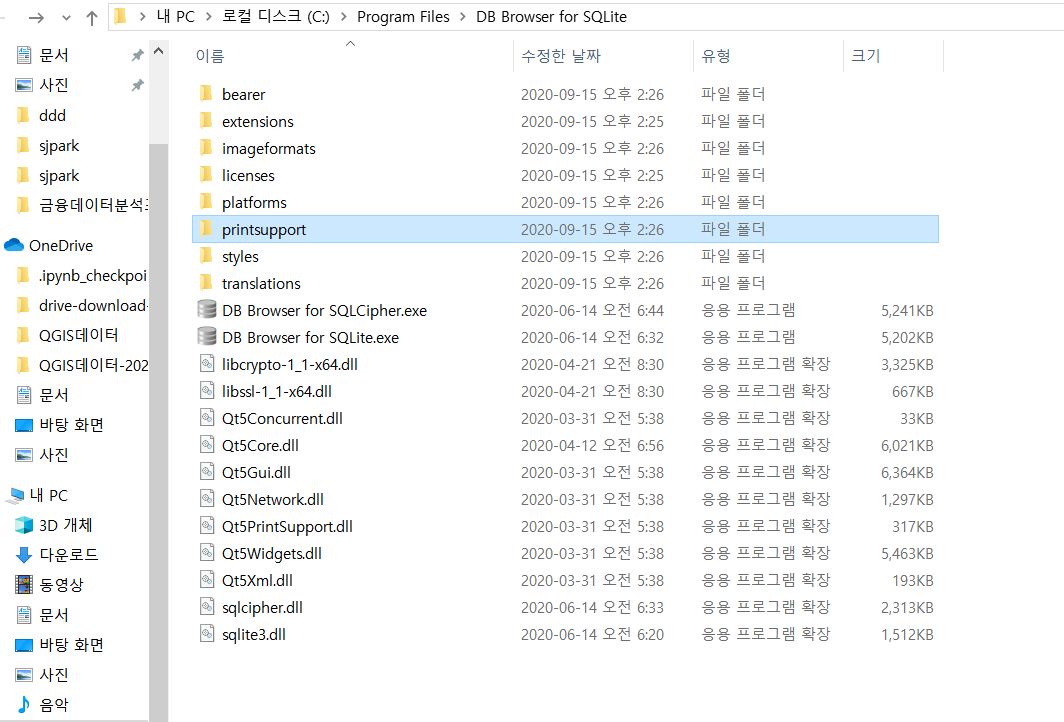 내 PC > 로컬 디스크 (C:) > Program Files > DB Browser for SQLite
문서
사진
ddd
sjpark
sjpark
금융데이터분석
OneDrive
.ipynb_checkpoi
drive-download-
QGIS데이터
QGIS데이터-202
문서
바탕 화면
사진
내 PC
3D 개체
다운로드
동영상
문서
바탕 화면
사진
음악
이름 수정한 날짜 유형 크기
bearer 2020-09-15 오후 2:26 파일 폴더
extensions 2020-09-15 오후 2:25 파일 폴더
imageformats 2020-09-15 오후 2:26 파일 폴더
licenses 2020-09-15 오후 2:25 파일 폴더
platforms 2020-09-15 오후 2:26 파일 폴더
printsupport 2020-09-15 오후 2:26 파일 폴더
styles 2020-09-15 오후 2:26 파일 폴더
translations 2020-09-15 오후 2:26 파일 폴더
DB Browser for SQLCipher.exe 2020-06-14 오전 6:44 응용 프로그램 5,241KB
DB Browser for SQLite.exe 2020-06-14 오전 6:32 응용 프로그램 5,202KB
libcrypto-1_1-x64.dll 2020-04-21 오전 8:30 응용 프로그램 확장 3,325KB
libssl-1_1-x64.dll 2020-04-21 오전 8:30 응용 프로그램 확장 667KB
Qt5Concurrent.dll 2020-03-31 오전 5:38 응용 프로그램 확장 33KB
Qt5Core.dll 2020-04-12 오전 6:56 응용 프로그램 확장 6,021KB
Qt5Gui.dll 2020-03-31 오전 5:38 응용 프로그램 확장 6,364KB
Qt5Network.dll 2020-03-31 오전 5:38 응용 프로그램 확장 1,297KB
Qt5PrintSupport.dll 2020-03-31 오전 5:38 응용 프로그램 확장 317KB
Qt5Widgets.dll 2020-03-31 오전 5:38 응용 프로그램 확장 5,463KB
Qt5Xml.dll 2020-03-31 오전 5:38 응용 프로그램 확장 193KB
sqlcipher.dll 2020-06-14 오전 6:33 응용 프로그램 확장 2,313KB
sqlite3.dll 2020-06-14 오전 6:20 응용 프로그램 확장 1,512KB